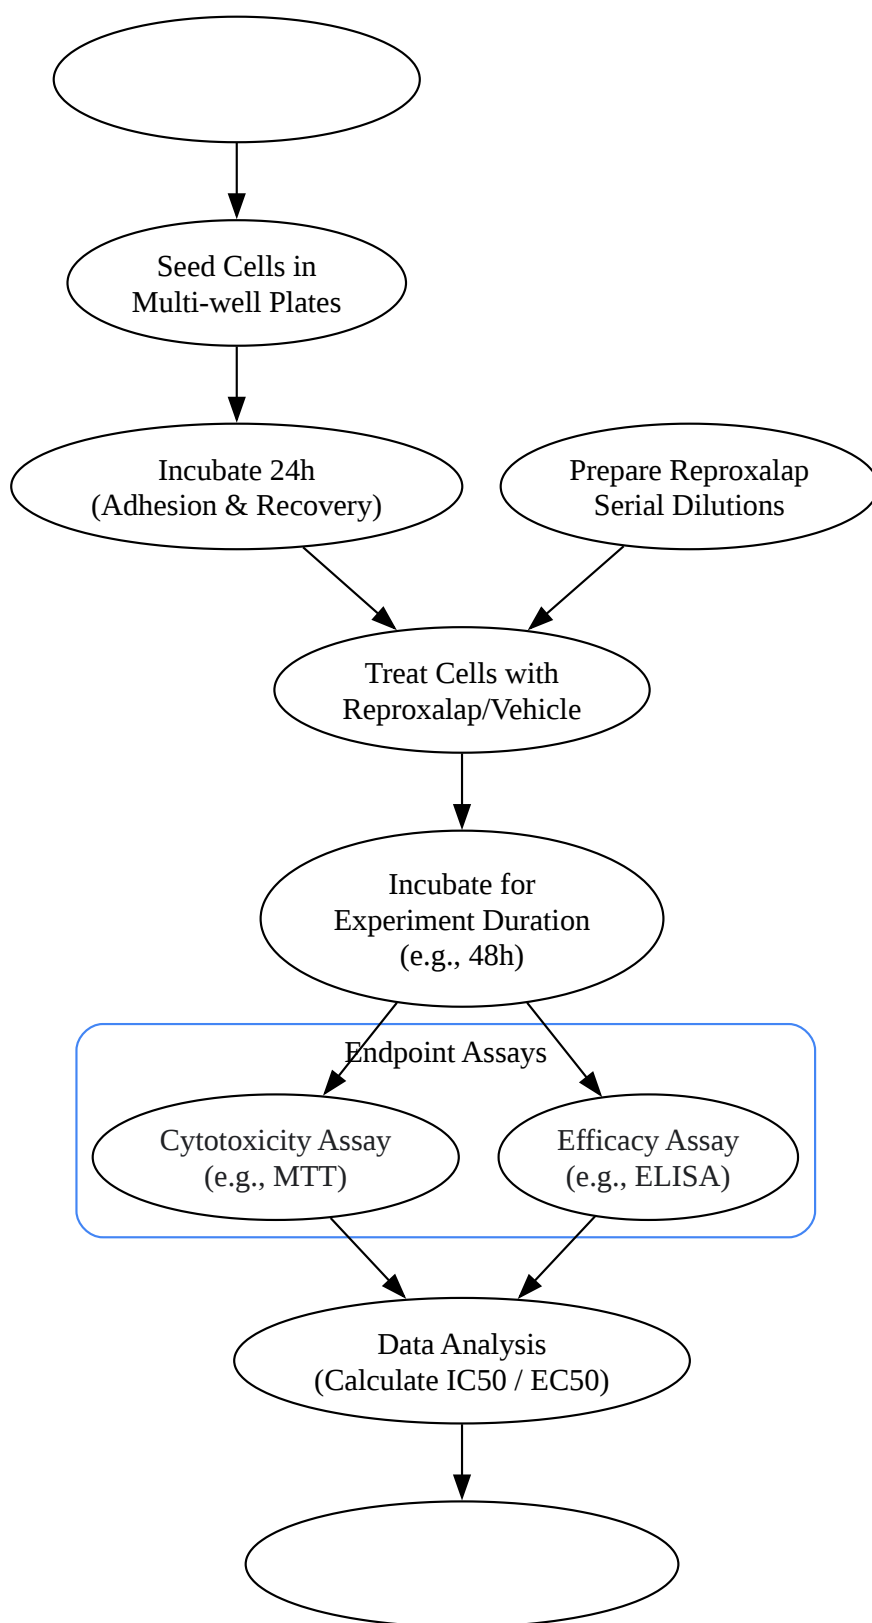 Seed Cells in
Multi-well Plates
Incubate 24h
(Adhesion & Recovery)
Prepare Reproxalap
Serial Dilutions
Treat Cells with
Reproxalap/Vehicle
Incubate for
Experiment Duration
(e.g., 48h)
Endpoint Assays
Cytotoxicity Assay
(e.g., MTT)
Efficacy Assay
(e.g., ELISA)
Data Analysis
(Calculate IC50 / EC50)